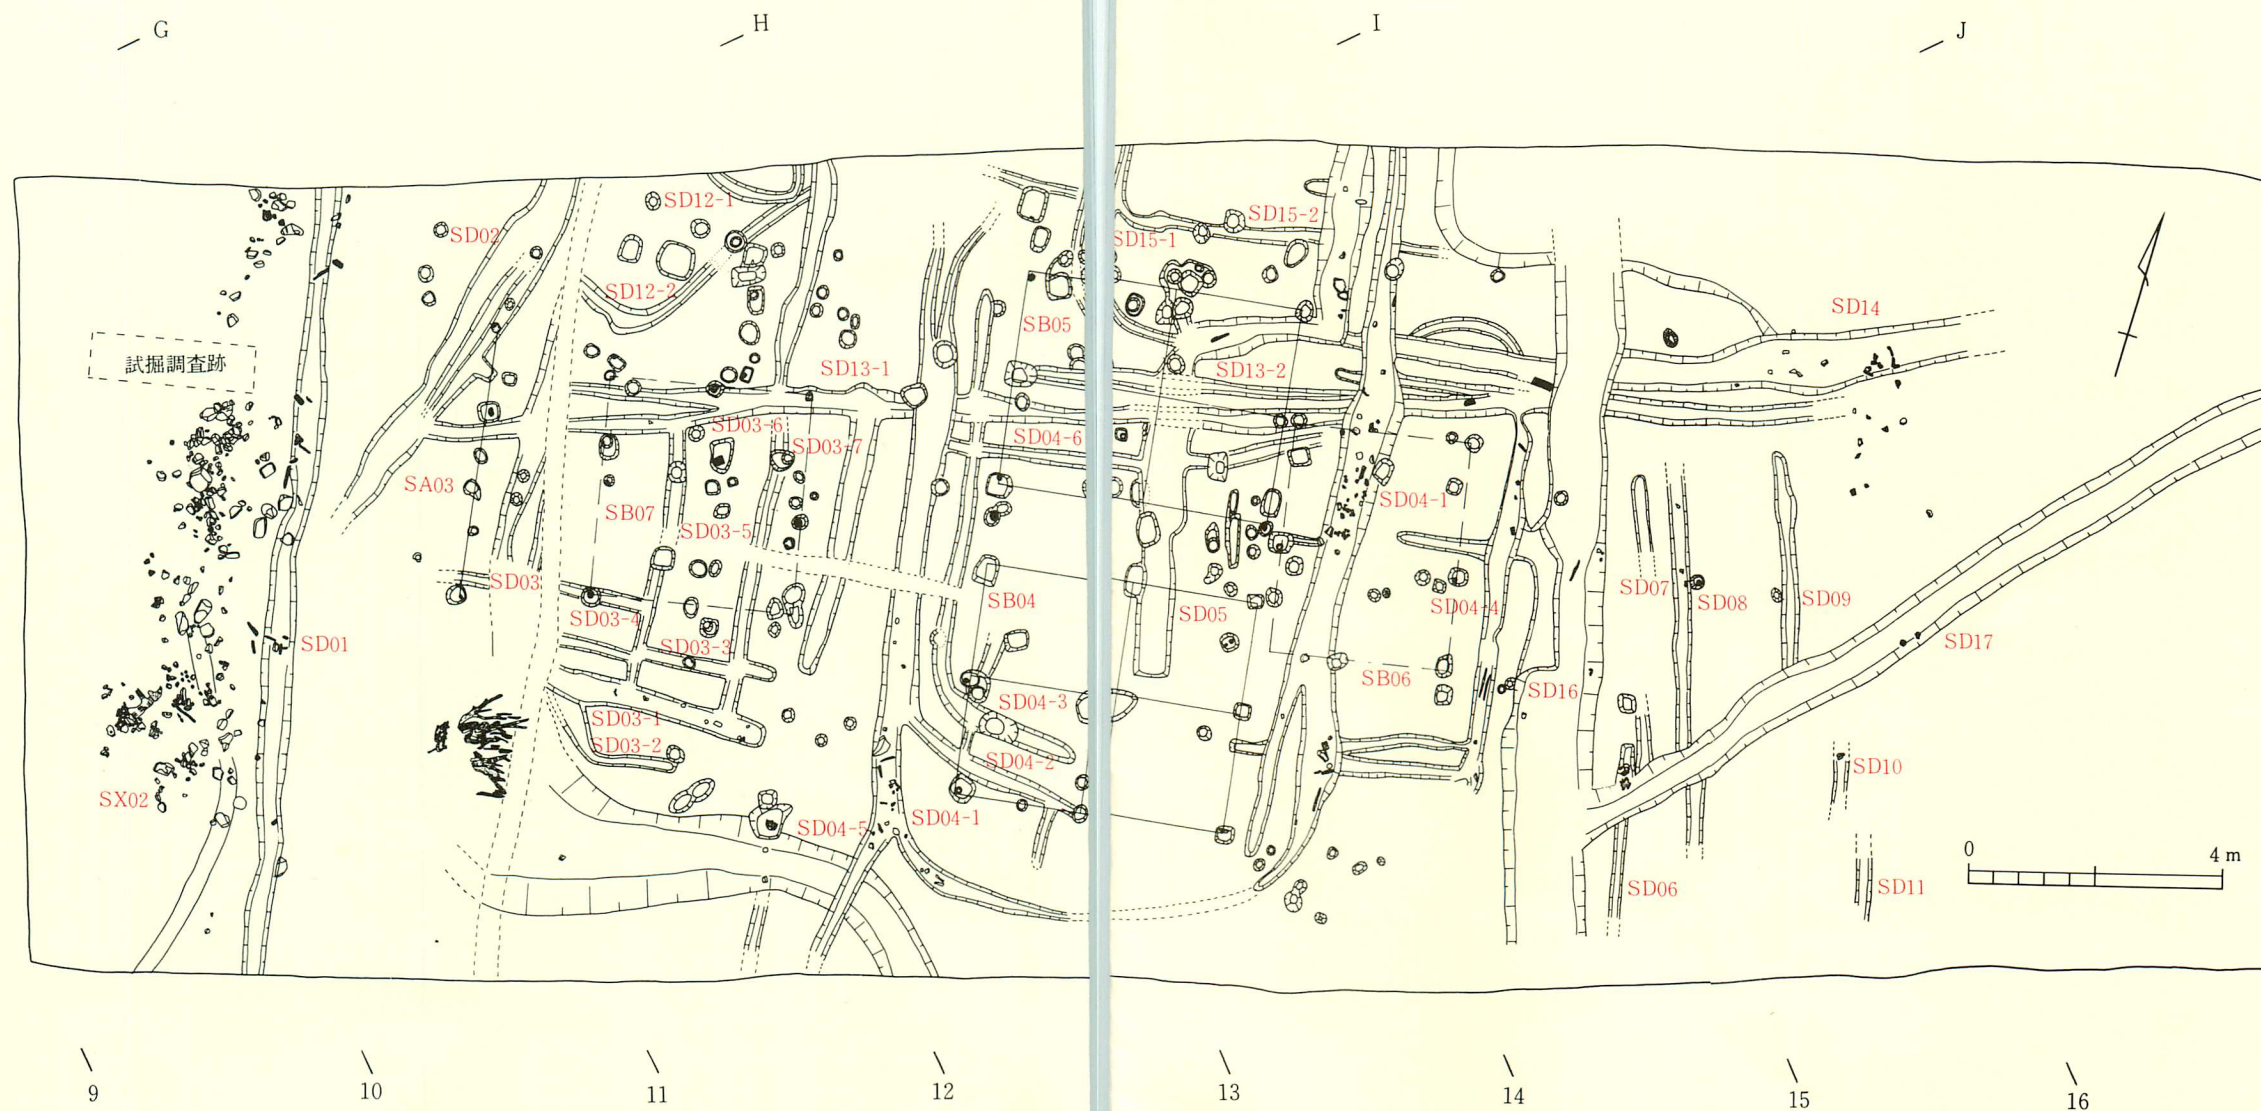 G
H
I
J
SD12-1
SD02
SD15-2
SD15-1
SD12-2
SB05
SD14
試掘調査跡
SD13-1
SD13-2
SD03-6
SD03-7
SD04-6
SA03
SB07
SD03-5
SD04-1
SD03
SD03-4
SB04
SD05
SD04-4
SD07
SD08
SD09
SD01
SD03-3
SD17
SB06
SD16
SD04-3
SD03-1
SD03-2
SD04-2
SD10
SX02
SD04-5
SD04-1
SD06
SD11
0
4m
9
10
11
12
13
14
15
16